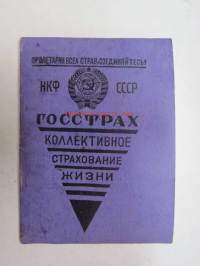 ПРОЛЕТАРИИ ВСЕХ СТРАН, СОЕДИНЯЙТЕСЬ!
НКФ СССР
ГОССТРАХ
КОЛЛЕКТИВНОЕ
СТРАХОВАНИЕ
ЖИЗНИ